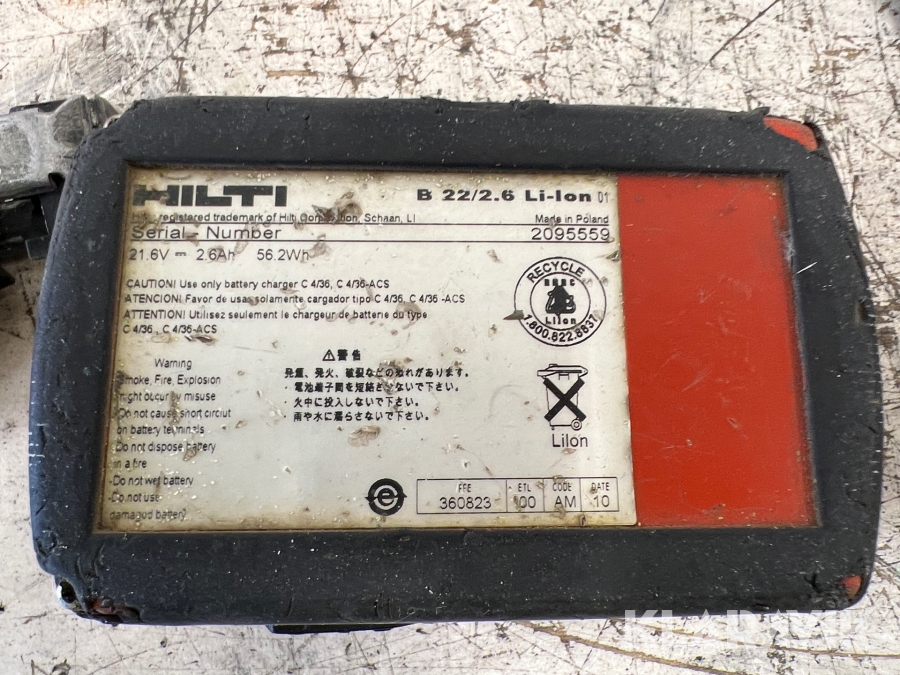 HILTI
B 22/2.6 Li-Ion 01
registered trademark of Hilti Corporation, Schaan, LI
Made in Poland
Serial - Number 2095559
21.6V 2.6Ah 56.2Wh
CAUTION! Use only battery charger C 4/36, C 4/36-ACS
ATENCION! Favor de usar solamente cargador tipo C 4/36, C 4/36 -ACS
ATTENTION! Utilisez seulement le chargeur de batterie du type
C 4/36 , C 4/36-ACS
RECYCLE
RBRC
LiIon
1.800.822.8837
Warning
Smoke, Fire, Explosion
might occur by misuse
-Do not cause short circiut
on battery terminals
-Do not dispose battery
in a fire
-Do not wet battery
-Do not use
damaged battery
⚠警告
発煙、発火、破裂などの恐れがあります。
・電池端子間を短絡させないで下さい。
・火中に投入しないで下さい。
・雨や水に濡らさないで下さい。
LiIon
e
FFE ETL CODE DATE
360823 00 AM 10